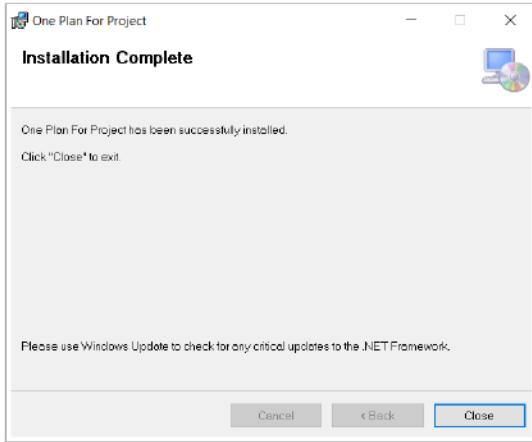 One Plan For Project
Installation Complete
One Plan For Project has been successfully installed.
Click "Close" to exit.
Please use Windows Update to check for any critical updates to the .NET Framework.
Cancel
< Back
Close